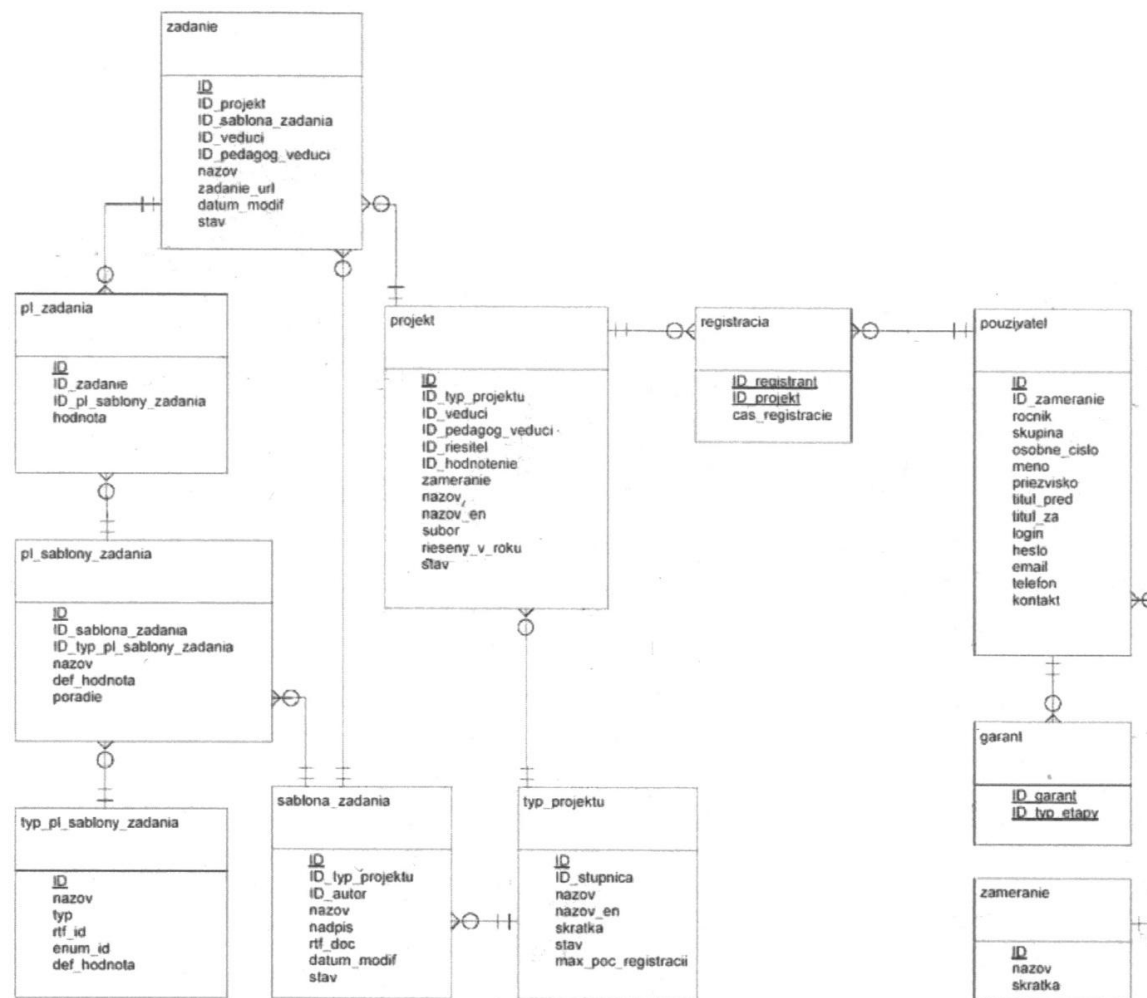 zadanie
ID
ID_projekt
ID_sablona_zadania
ID_veduci
ID_pedagog_veduci
nazov
zadanie_url
datum_modif
stav
pl_zadania
ID
ID_zadanie
ID_pl_sablony_zadania
hodnota
projekt
ID
ID_typ_projektu
ID_veduci
ID_pedagog_veduci
ID_riesitel
ID_hodnotenie
zameranie
nazov
nazov_en
subor
rieseny_v_roku
stav
registracia
ID_registrant
ID_projekt
cas_registracie
pouzivatel
ID
ID_zameranie
rocnik
skupina
osobne_cislo
meno
priezvisko
titul_pred
titul_za
login
heslo
email
telefon
kontakt
pl_sablony_zadania
ID
ID_sablona_zadania
ID_typ_pl_sablony_zadania
nazov
def_hodnota
poradie
garant
ID_garant
ID_typ_etapy
typ_pl_sablony_zadania
ID
nazov
typ
rtf_id
enum_id
def_hodnota
sablona_zadania
ID
ID_typ_projektu
ID_autor
nazov
nadpis
rtf_doc
datum_modif
stav
typ_projektu
ID
ID_stupnica
nazov
nazov_en
skratka
stav
max_poc_registracii
zameranie
ID
nazov
skratka